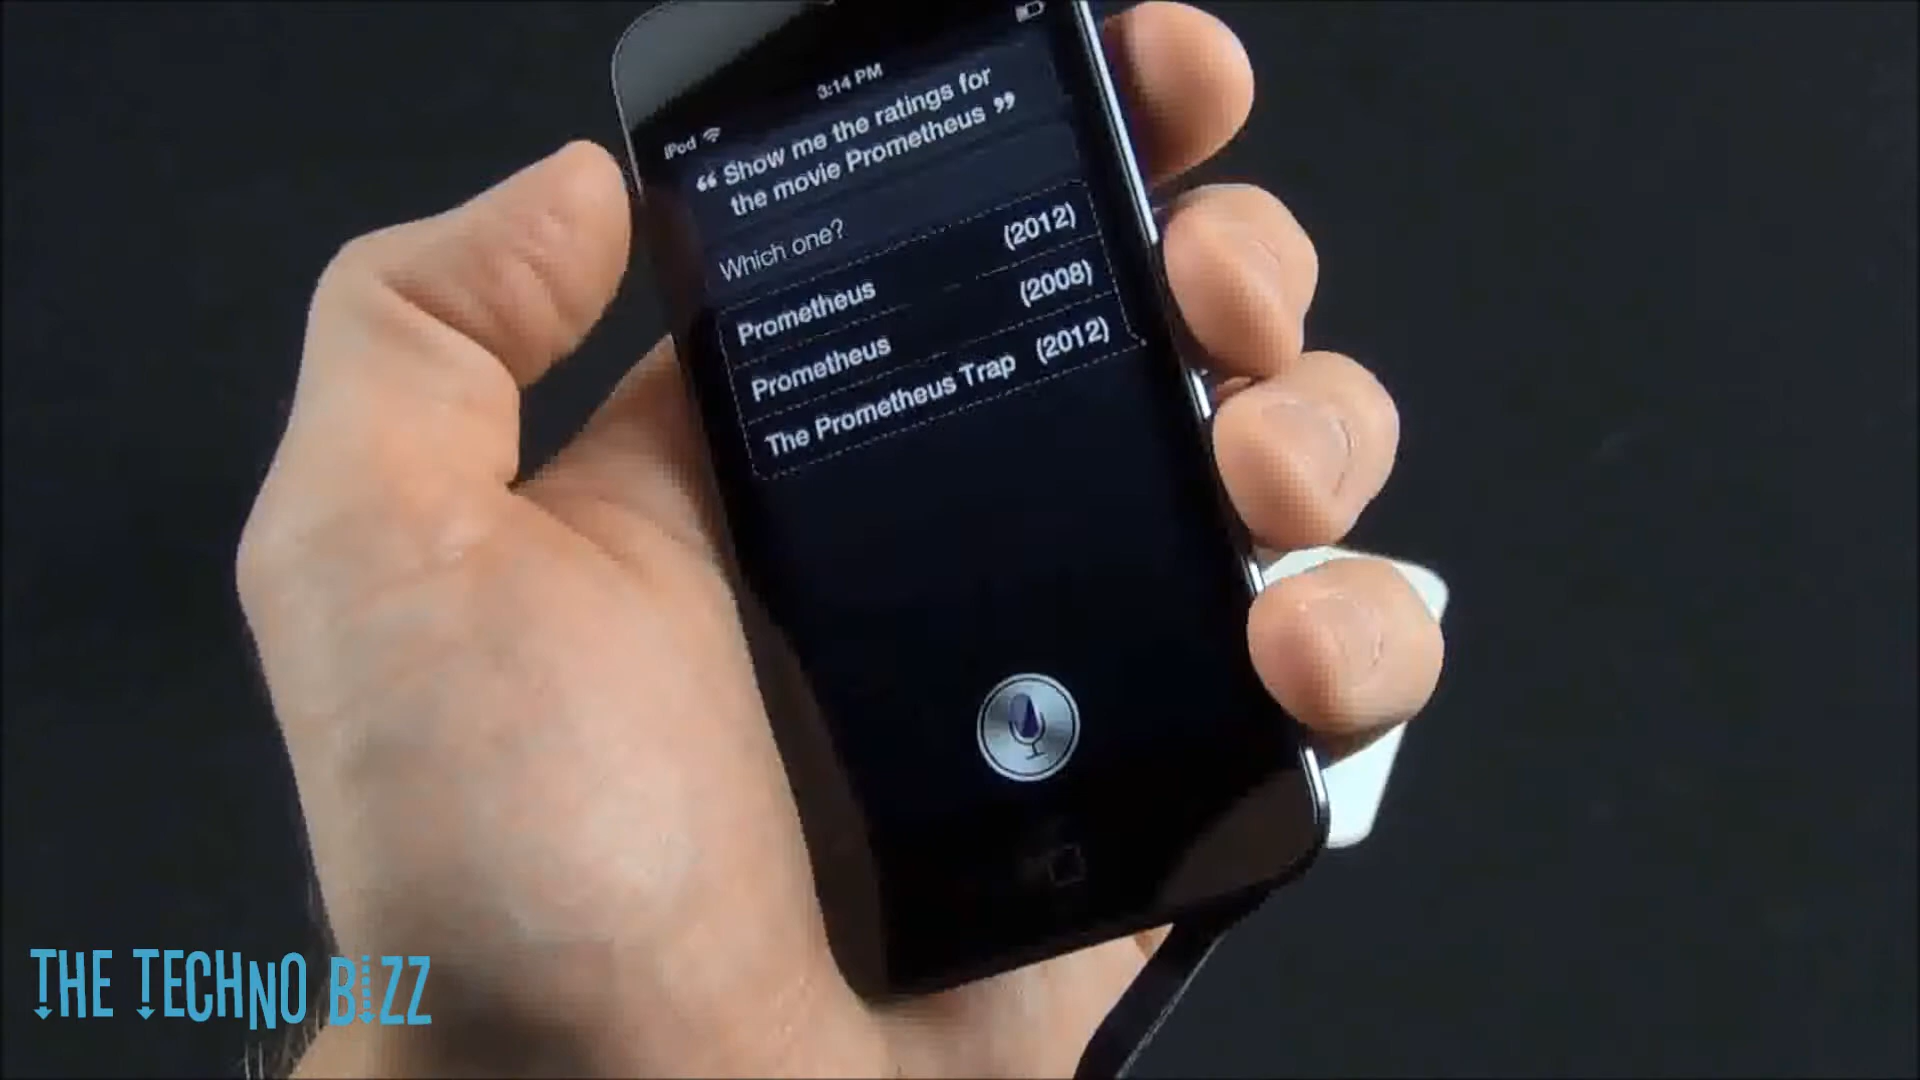 iPod 3:14 PM
“ Show me the ratings for
the movie Prometheus ”
Which one?
Prometheus (2012)
Prometheus (2008)
The Prometheus Trap (2012)
THE TECHNO BIZZ